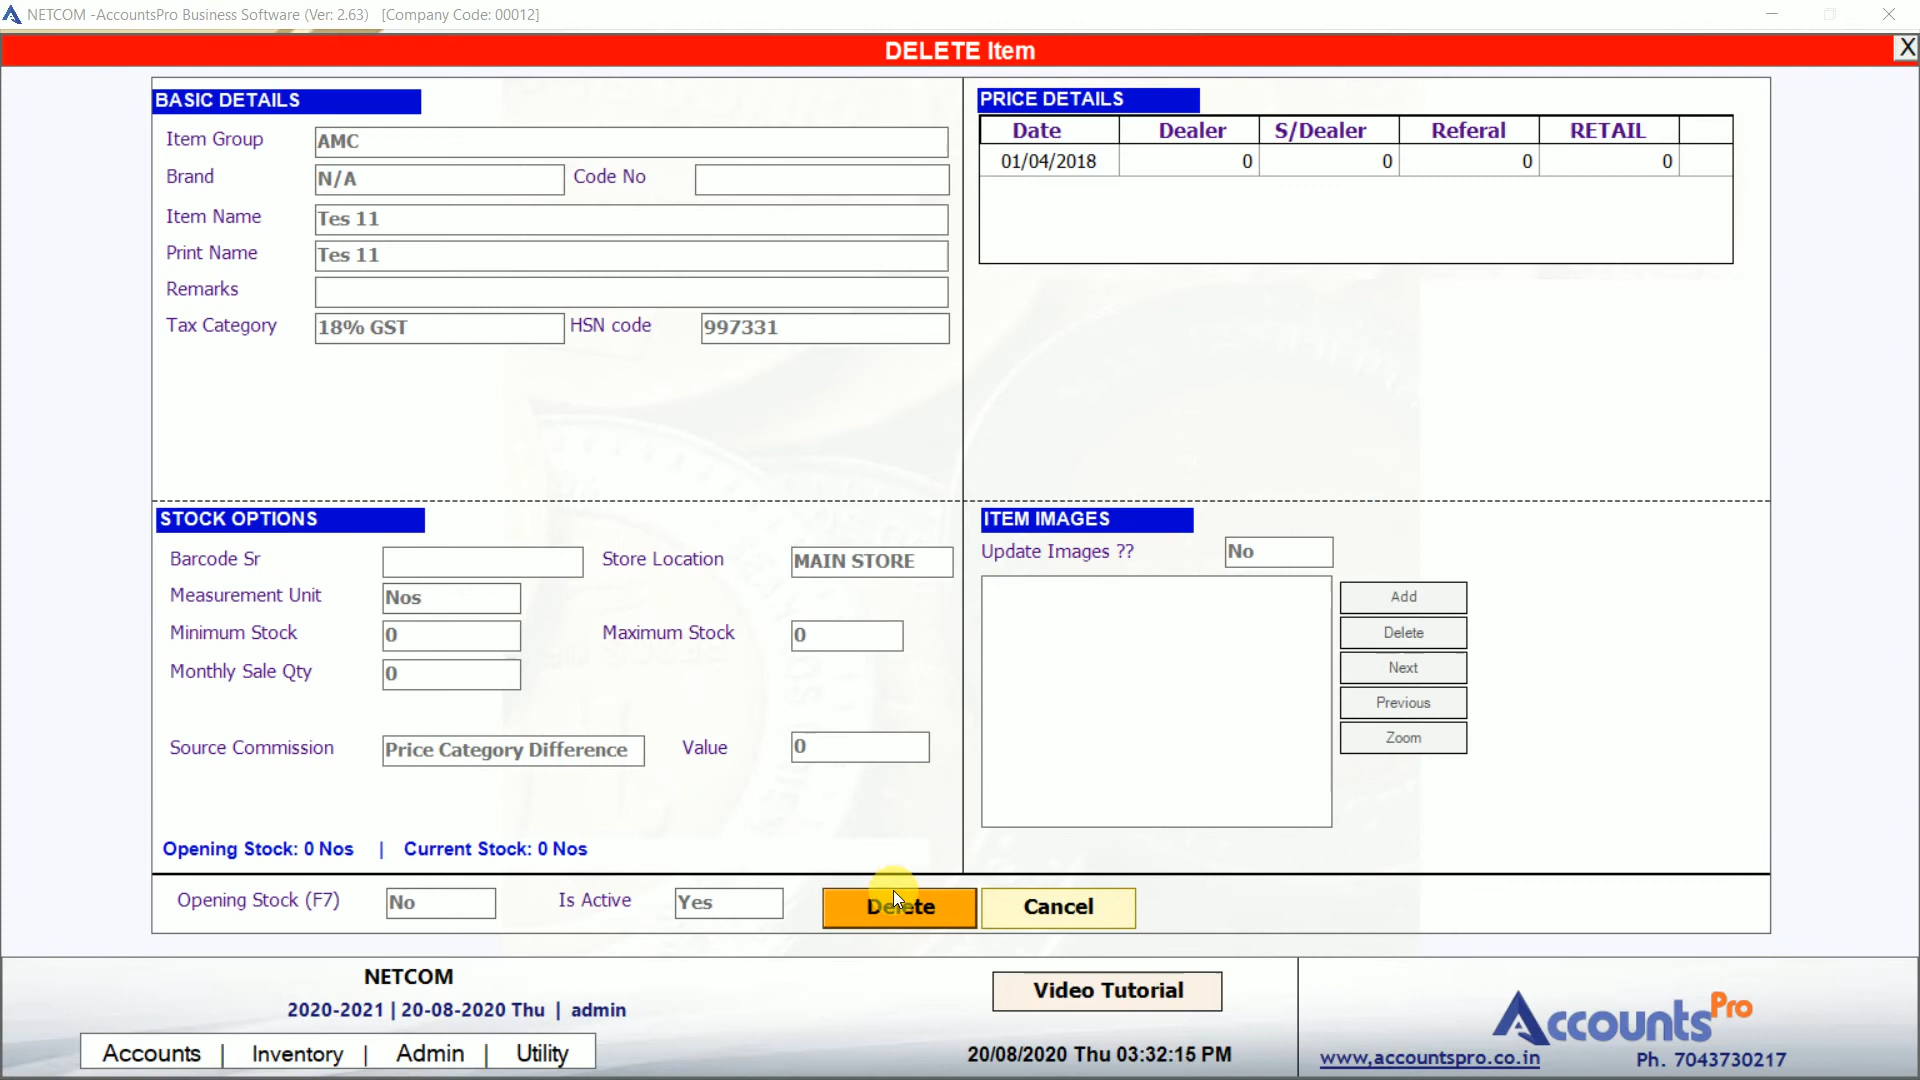 NETCOM -AccountsPro Business Software (Ver: 2.63) [Company Code: 00012]
DELETE Item
X
BASIC DETAILS
Item Group AMC
Brand N/A Code No
Item Name Tes 11
Print Name Tes 11
Remarks
Tax Category 18% GST HSN code 997331
PRICE DETAILS
Date Dealer S/Dealer Referal RETAIL
01/04/2018 0 0 0 0
STOCK OPTIONS
Barcode Sr Store Location MAIN STORE
Measurement Unit Nos
Minimum Stock 0 Maximum Stock 0
Monthly Sale Qty 0
Source Commission Price Category Difference Value 0
Opening Stock: 0 Nos | Current Stock: 0 Nos
ITEM IMAGES
Update Images ?? No
Add
Delete
Next
Previous
Zoom
Opening Stock (F7) No Is Active Yes Delete Cancel
NETCOM
2020-2021 | 20-08-2020 Thu | admin
Accounts | Inventory | Admin | Utility
Video Tutorial
20/08/2020 Thu 03:32:15 PM
AccountsPro
www,accountspro.co.in Ph. 7043730217